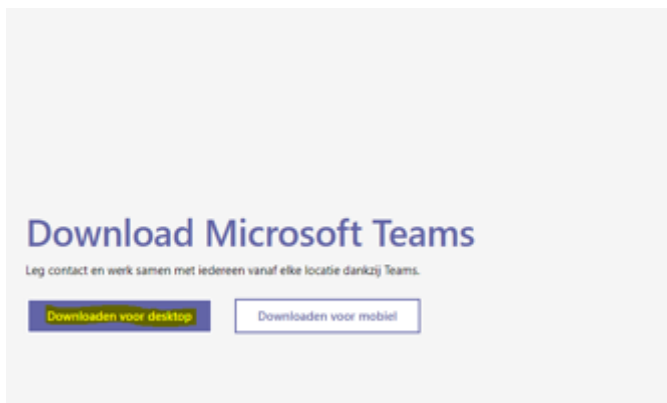 Download Microsoft Teams
Leg contact en werk samen met iedereen vanaf elke locatie dankzij Teams.
Downloaden voor desktop
Downloaden voor mobiel